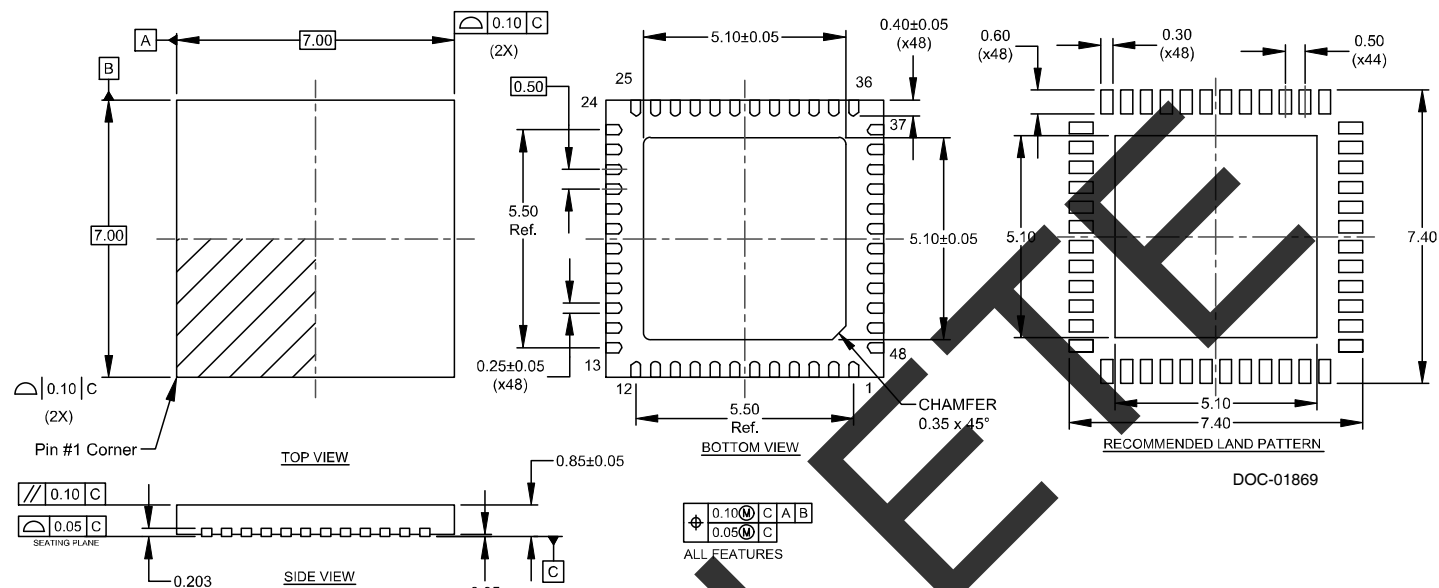 A
7.00
0.10 C
(2X)
B
7.00
0.10 C
(2X)
Pin #1 Corner
TOP VIEW
5.10±0.05
0.40±0.05
(x48)
0.50
25
36
24
37
5.50
Ref.
5.10±0.05
0.25±0.05
(x48)
13
48
12
1
5.50
Ref.
CHAMFER
0.35 x 45°
BOTTOM VIEW
0.60
(x48)
0.30
(x48)
0.50
(x44)
5.10
7.40
5.10
7.40
RECOMMENDED LAND PATTERN
DOC-01869
// 0.10 C
0.05 C
SEATING PLANE
0.203
SIDE VIEW
0.85±0.05
C
0.10 M C A B
0.05 M C
ALL FEATURES
ETE